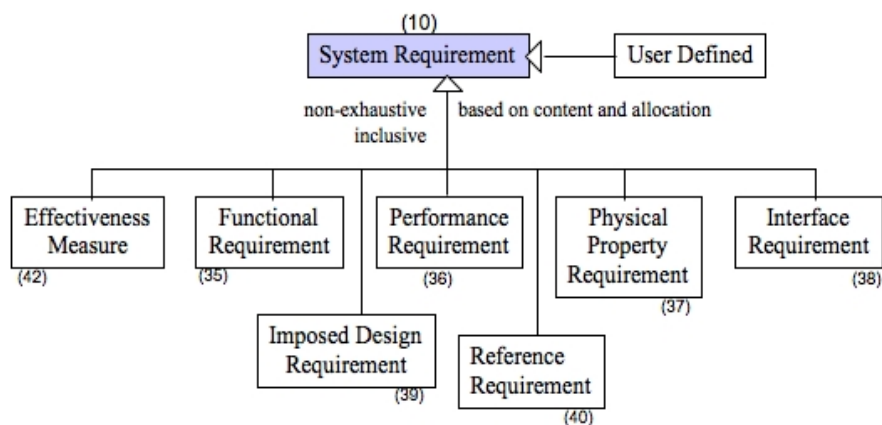 (10)
System Requirement
User Defined
non-exhaustive
inclusive
based on content and allocation
Effectiveness
Measure
(42)
Functional
Requirement
(35)
Performance
Requirement
(36)
Physical
Property
Requirement
(37)
Interface
Requirement
(38)
Imposed Design
Requirement
(39)
Reference
Requirement
(40)